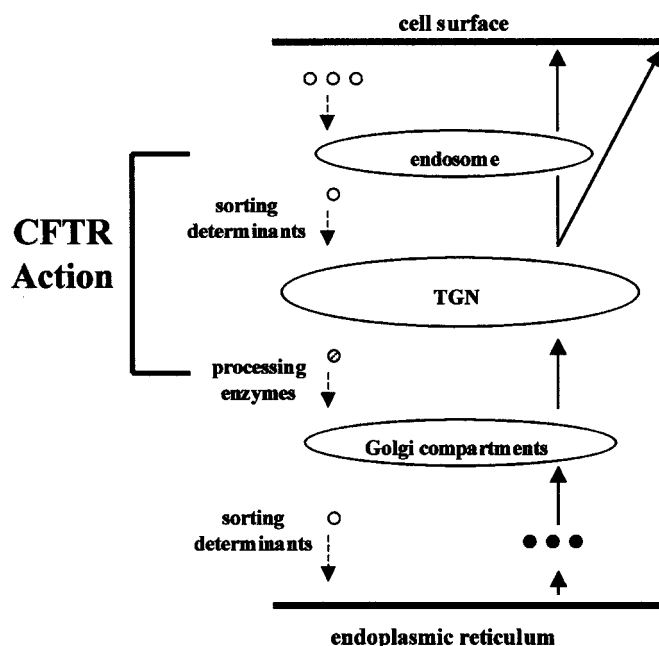 cell surface
endosome
sorting
determinants
CFTR
Action
TGN
processing
enzymes
Golgi compartments
sorting
determinants
endoplasmic reticulum